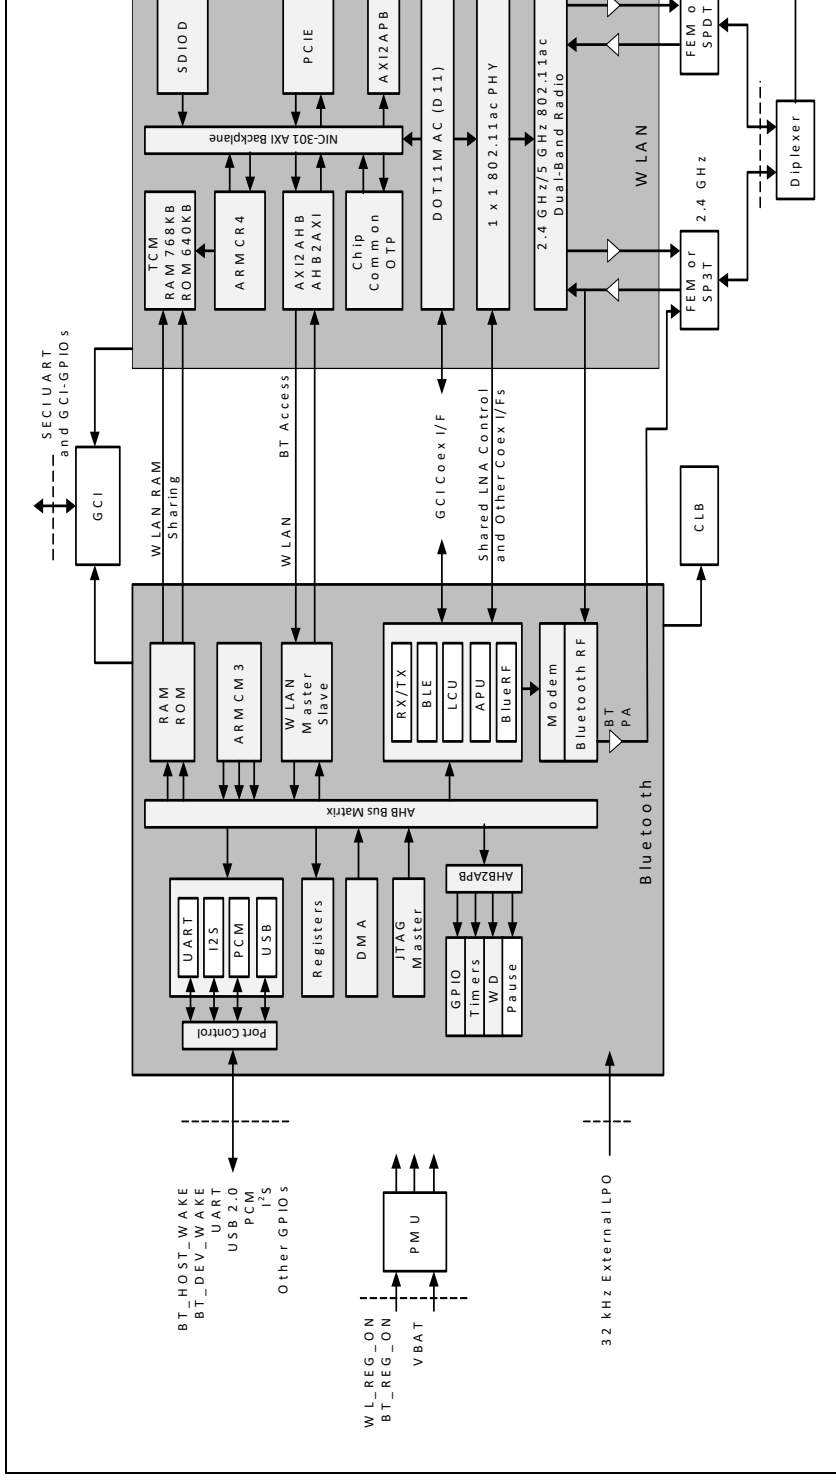 SECI UART
and GCI-GPIOs
GCI
WLAN RAM
Sharing
WLAN
BT Access
GCI Coex I/F
Shared LNA Control
and Other Coex I/Fs
CLB
BT_HOST_WAKE
BT_DEV_WAKE
UART
USB 2.0
PCM
I²S
Other GPIOs
WL_REG_ON
BT_REG_ON
VBAT
PMU
32 kHz External LPO
Port Control
UART
I2S
PCM
USB
Registers
DMA
JTAG
Master
AHB2APB
GPIO
Timers
WD
Pause
AHB Bus Matrix
RAM
ROM
ARMCM3
WLAN
Master
Slave
RX/TX
BLE
LCU
APU
BlueRF
Modem
Bluetooth RF
BT
PA
Bluetooth
TCM
RAM 768KB
ROM 640KB
ARMCR4
AXI2AHB
AHB2AXI
Chip
Common
OTP
NIC-301 AXI Backplane
SDIOD
PCIE
AXI2APB
DOT11MAC (D11)
1 x 1 802.11ac PHY
2.4 GHz/5 GHz 802.11ac
Dual-Band Radio
WLAN
FEM or
SP3T
2.4 GHz
FEM or
SPDT
Diplexer